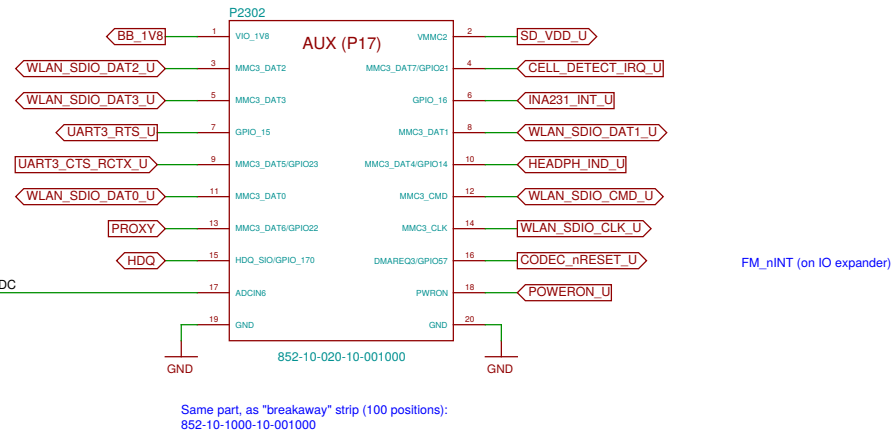 P2302
AUX (P17)
BB_1V8 1 VIO_1V8 VMMC2 2 SD_VDD_U
WLAN_SDIO_DAT2_U 3 MMC3_DAT2 MMC3_DAT7/GPIO21 4 CELL_DETECT_IRQ_U
WLAN_SDIO_DAT3_U 5 MMC3_DAT3 GPIO_16 6 INA231_INT_U
UART3_RTS_U 7 GPIO_15 MMC3_DAT1 8 WLAN_SDIO_DAT1_U
UART3_CTS_RCTX_U 9 MMC3_DAT5/GPIO23 MMC3_DAT4/GPIO14 10 HEADPH_IND_U
WLAN_SDIO_DAT0_U 11 MMC3_DAT0 MMC3_CMD 12 WLAN_SDIO_CMD_U
PROXY 13 MMC3_DAT6/GPIO22 MMC3_CLK 14 WLAN_SDIO_CLK_U
HDQ 15 HDQ_SIO/GPIO_170 DMAREQ3/GPIO57 16 CODEC_nRESET_U FM_nINT (on IO expander)
DC 17 ADCIN6 PWRON 18 POWERON_U
19 GND GND 20
GND GND
852-10-020-10-001000
Same part, as "breakaway" strip (100 positions):
852-10-1000-10-001000